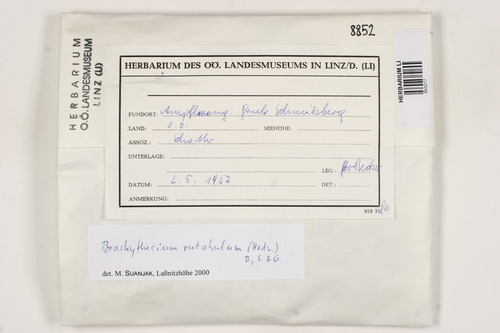 8852
HERBARIUM
O.Ö. LANDESMUSEUM
LINZ (LI)
HERBARIUM LI
HERBARIUM DES OÖ. LANDESMUSEUMS IN LINZ/D. (LI)
FUNDORT: Ampflwang:
LAND: O.Ö. SEEHÖHE:
ASSOZ.:
UNTERLAGE:
LEG.:
DATUM: 2.5. 1947 DET.:
ANMERKUNG:
Brachythecium rutabulum (Hedw.)
B., S. & G.
det. M. SUANJAK, Laßnitzhöhe 2000